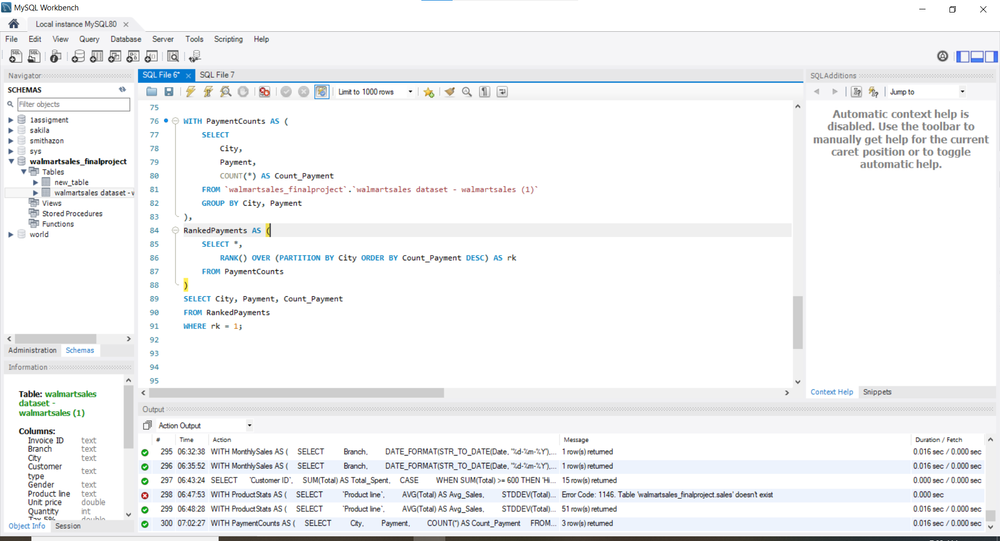 MySQL Workbench
Local instance MySQL80
File Edit View Query Database Server Tools Scripting Help
Navigator
SCHEMAS
Filter objects
1assigment
sakila
smithazon
sys
walmartsales_finalproject
Tables
new_table
walmartsales dataset - w
Views
Stored Procedures
Functions
world
Administration Schemas
Information
Table: walmartsales
dataset -
walmartsales (1)
Columns:
Invoice ID text
Branch text
City text
Customer
type text
Gender text
Product line text
Unit price double
Quantity int
Tax 5% double
Object Info Session
SQL File 6* SQL File 7
Limit to 1000 rows
75
76 WITH PaymentCounts AS (
77 SELECT
78 City,
79 Payment,
80 COUNT(*) AS Count_Payment
81 FROM `walmartsales_finalproject`.`walmartsales dataset - walmartsales (1)`
82 GROUP BY City, Payment
83 ),
84 RankedPayments AS (
85 SELECT *,
86 RANK() OVER (PARTITION BY City ORDER BY Count_Payment DESC) AS rk
87 FROM PaymentCounts
88 )
89 SELECT City, Payment, Count_Payment
90 FROM RankedPayments
91 WHERE rk = 1;
92
93
94
95
SQLAdditions
Jump to
Automatic context help is
disabled. Use the toolbar to
manually get help for the current
caret position or to toggle
automatic help.
Context Help Snippets
Output
Action Output
# Time Action Message Duration / Fetch
295 06:32:38 WITH MonthlySales AS ( SELECT Branch, DATE_FORMAT(STR_TO_DATE(Date, '%d-%m-%Y'),... 1 row(s) returned 0.016 sec / 0.000 sec
296 06:35:52 WITH MonthlySales AS ( SELECT Branch, DATE_FORMAT(STR_TO_DATE(Date, '%d-%m-%Y'),... 1 row(s) returned 0.016 sec / 0.000 sec
297 06:43:24 SELECT `Customer ID`, SUM(Total) AS Total_Spent, CASE WHEN SUM(Total) >= 600 THEN 'Hi... 15 row(s) returned 0.000 sec / 0.000 sec
298 06:47:53 WITH ProductStats AS ( SELECT `Product line`, AVG(Total) AS Avg_Sales, STDDEV(Total)... Error Code: 1146. Table 'walmartsales_finalproject.sales' doesn't exist 0.000 sec
299 06:48:28 WITH ProductStats AS ( SELECT `Product line`, AVG(Total) AS Avg_Sales, STDDEV(Total)... 51 row(s) returned 0.016 sec / 0.000 sec
300 07:02:27 WITH PaymentCounts AS ( SELECT City, Payment, COUNT(*) AS Count_Payment FROM... 3 row(s) returned 0.016 sec / 0.000 sec